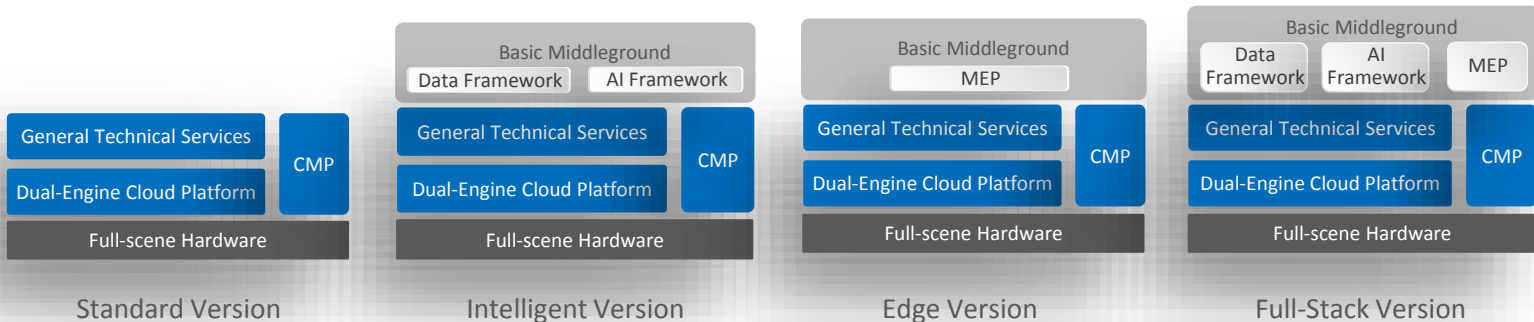 General Technical Services
CMP
Dual-Engine Cloud Platform
Full-scene Hardware
Standard Version
Basic Middleground
Data Framework
AI Framework
General Technical Services
CMP
Dual-Engine Cloud Platform
Full-scene Hardware
Intelligent Version
Basic Middleground
MEP
General Technical Services
CMP
Dual-Engine Cloud Platform
Full-scene Hardware
Edge Version
Basic Middleground
Data
Framework
AI
Framework
MEP
General Technical Services
CMP
Dual-Engine Cloud Platform
Full-scene Hardware
Full-Stack Version